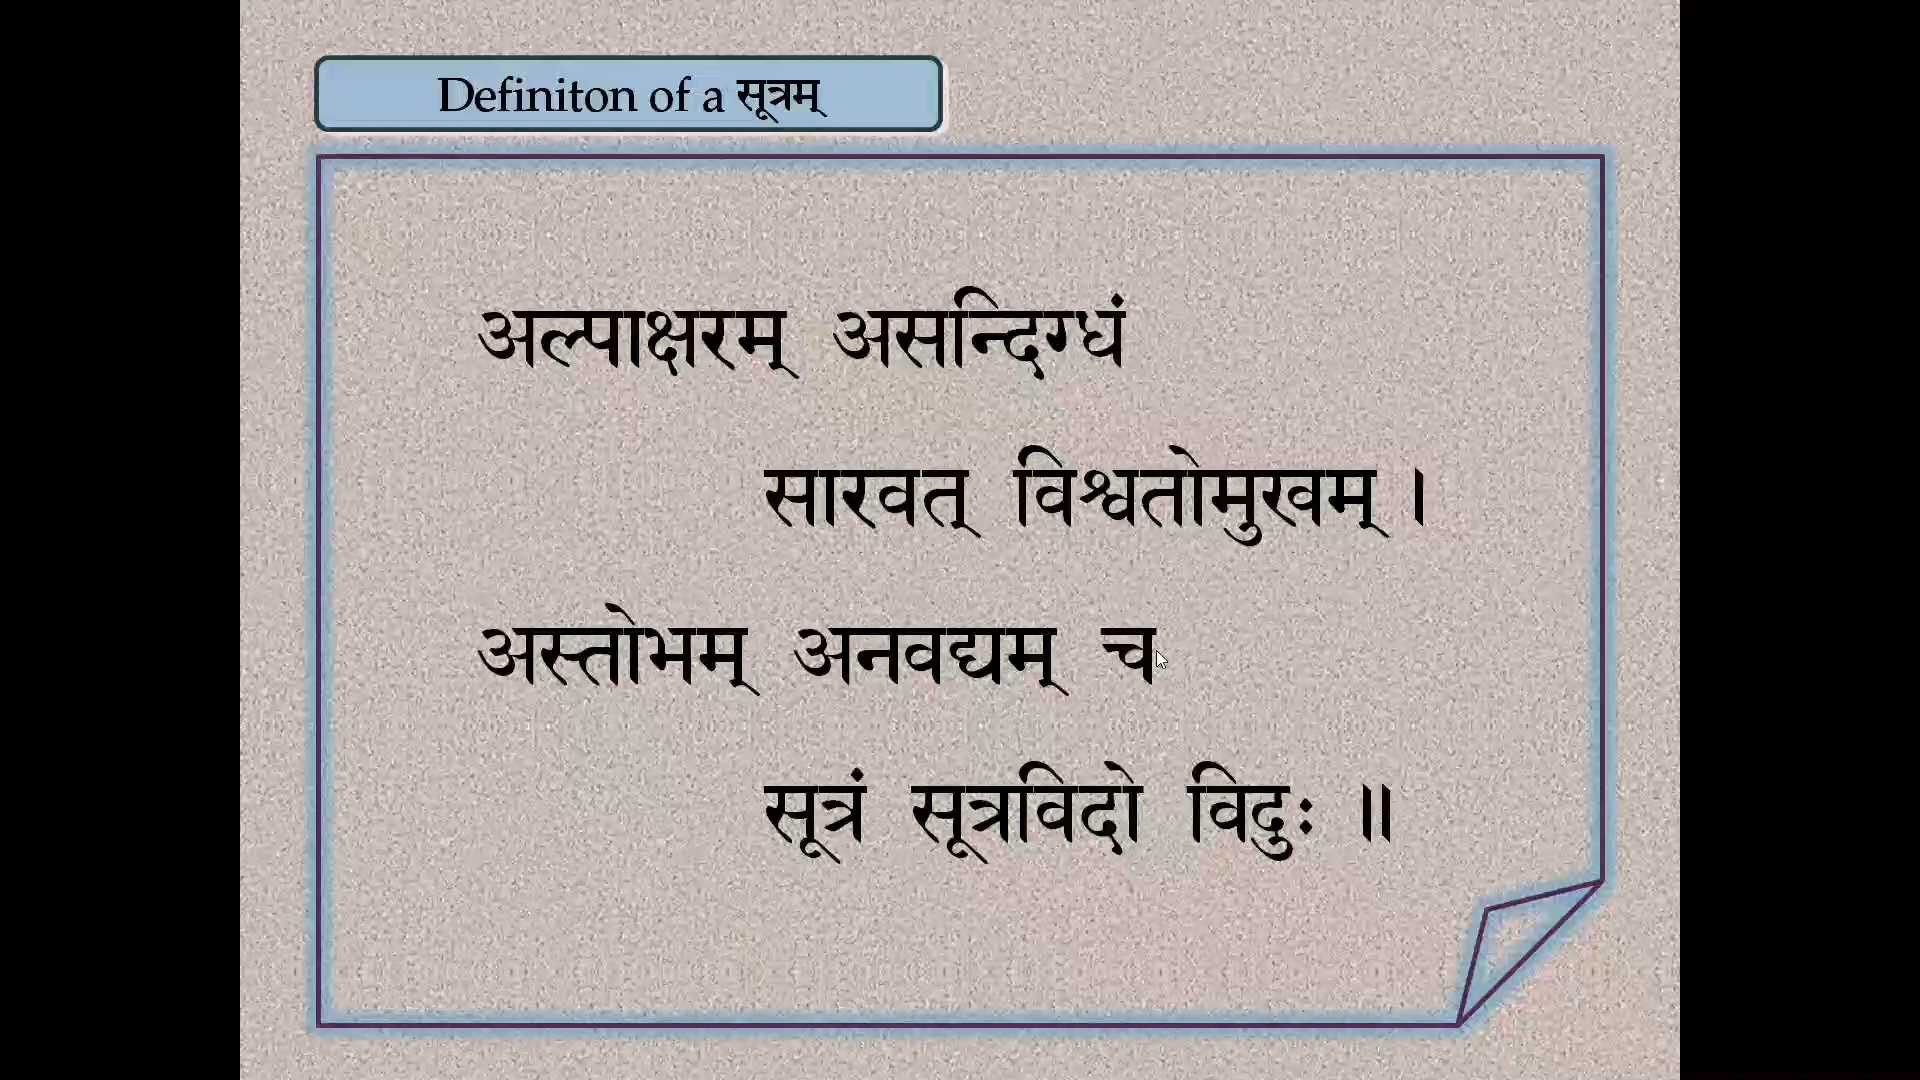 Definiton of a सूत्रम्
अल्पाक्षरम् असन्दिग्धं
सारवत् विश्वतोमुखम् ।
अस्तोभम् अनवद्यम् च
सूत्रं सूत्रविदो विदुः ॥